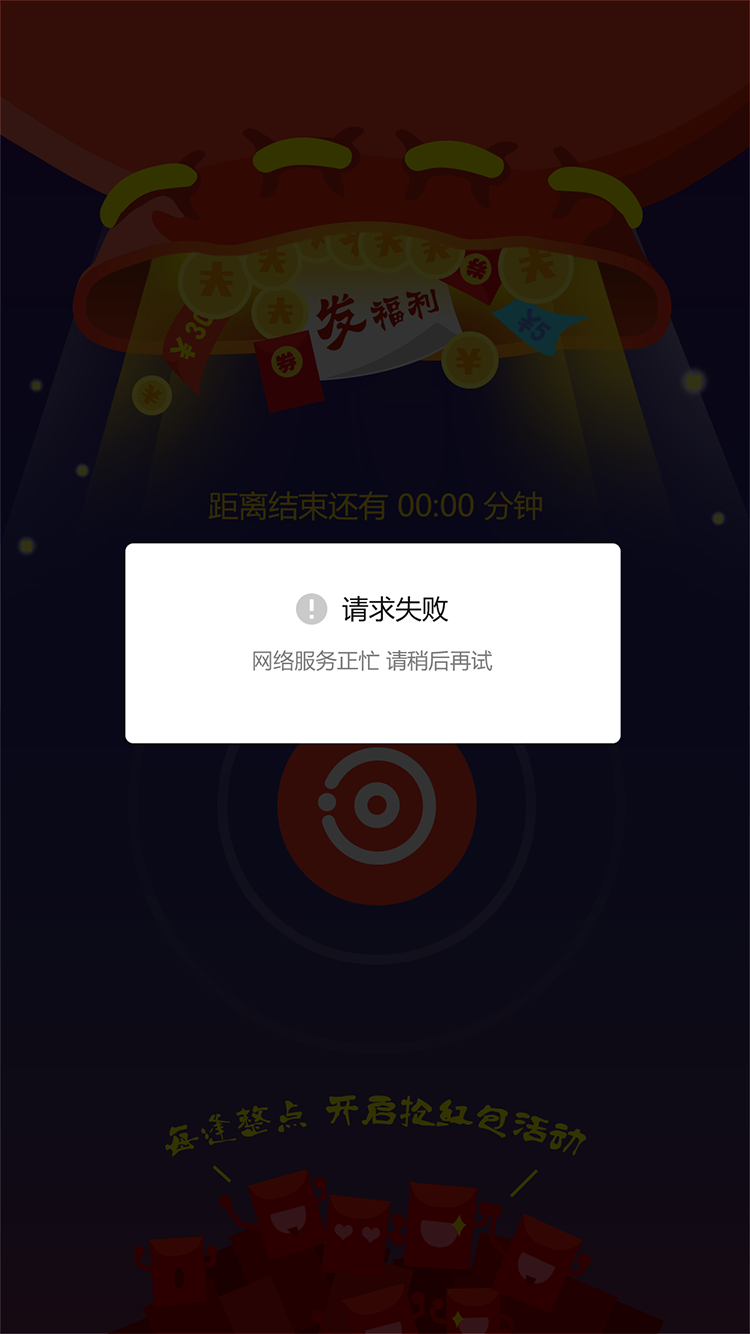 发福利
¥30
券
券
¥5
¥
距离结束还有 00:00 分钟
请求失败
网络服务正忙 请稍后再试
每逢整点 开启抢红包活动